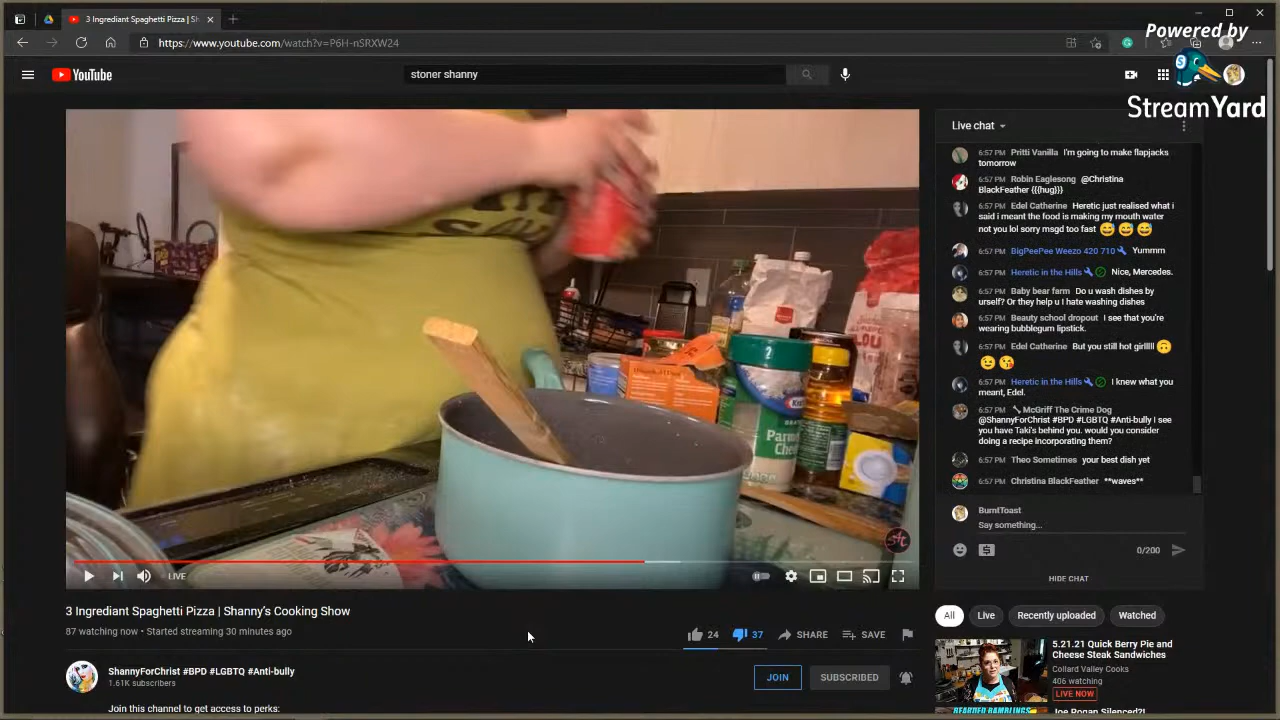 3 Ingrediant Spaghetti Pizza | Sh
https://www.youtube.com/watch?v=P6H-nSRXW24
Powered by
StreamYard
YouTube
stoner shanny
Live chat
6:57 PM Pritti Vanilla I'm going to make flapjacks
tomorrow
6:57 PM Robin Eaglesong @Christina
BlackFeather {{{hug}}}
6:57 PM Edel Catherine Heretic just realised what i
said i meant the food is making my mouth water
not you lol sorry msgd too fast 😅 😅 😅
6:57 PM BigPeePee Weezo 420 710 Yummm
6:57 PM Heretic in the Hills Nice, Mercedes.
6:57 PM Baby bear farm Do u wash dishes by
urself? Or they help u I hate washing dishes
6:57 PM Beauty school dropout I see that you're
wearing bubblegum lipstick.
6:57 PM Edel Catherine But you still hot girlllll 🙃
😉 😘
6:57 PM Heretic in the Hills I knew what you
meant, Edel.
6:57 PM McGriff The Crime Dog
@ShannyForChrist #BPD #LGBTQ #Anti-bully I see
you have Taki's behind you. would you consider
doing a recipe incorporating them?
6:57 PM Theo Sometimes your best dish yet
6:57 PM Christina BlackFeather **waves**
BurntToast
Say something...
0/200
HIDE CHAT
LIVE
3 Ingrediant Spaghetti Pizza | Shanny's Cooking Show
87 watching now • Started streaming 30 minutes ago
24
37
SHARE
SAVE
ShannyForChrist #BPD #LGBTQ #Anti-bully
1.61K subscribers
JOIN
SUBSCRIBED
Join this channel to get access to perks:
All
Live
Recently uploaded
Watched
5.21.21 Quick Berry Pie and
Cheese Steak Sandwiches
Collard Valley Cooks
406 watching
LIVE NOW
BEARDED RAMBLINGS
Joe Rogan Silenced?!